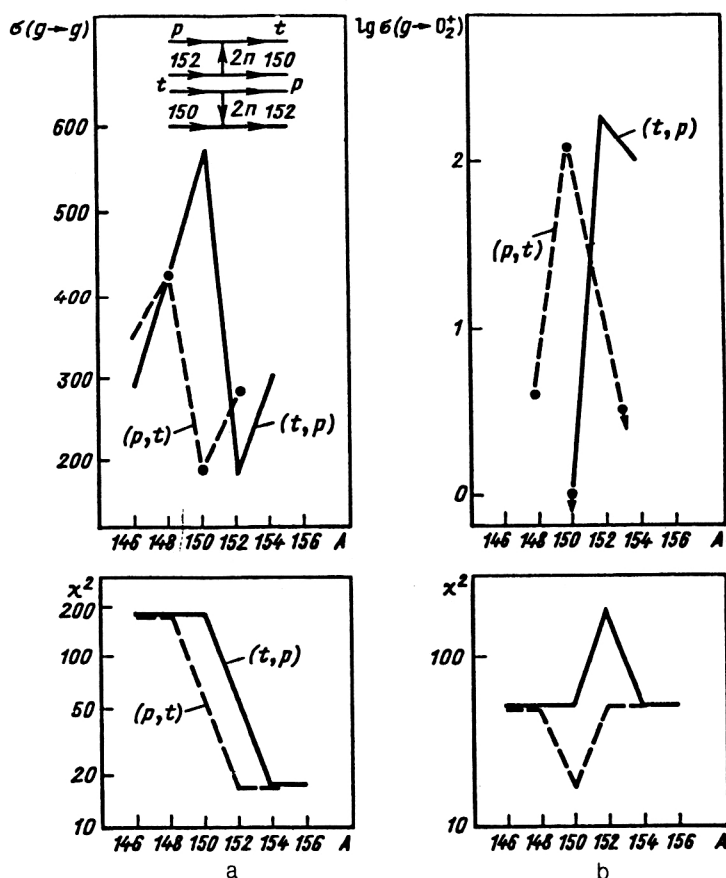 σ(g→g)
p t
152 2n 150
t p
150 2n 152
600
500
400
300
200
(p,t)
(t,p)
146 148 150 152 154 156 A
lg σ(g→0₂⁺)
2
1
0
(t,p)
(p,t)
146 148 150 152 154 156 A
ϰ²
200
100
50
20
10
(t,p)
(p,t)
146 148 150 152 154 156 A
a
ϰ²
100
10
(t,p)
(p,t)
146 148 150 152 154 156 A
b